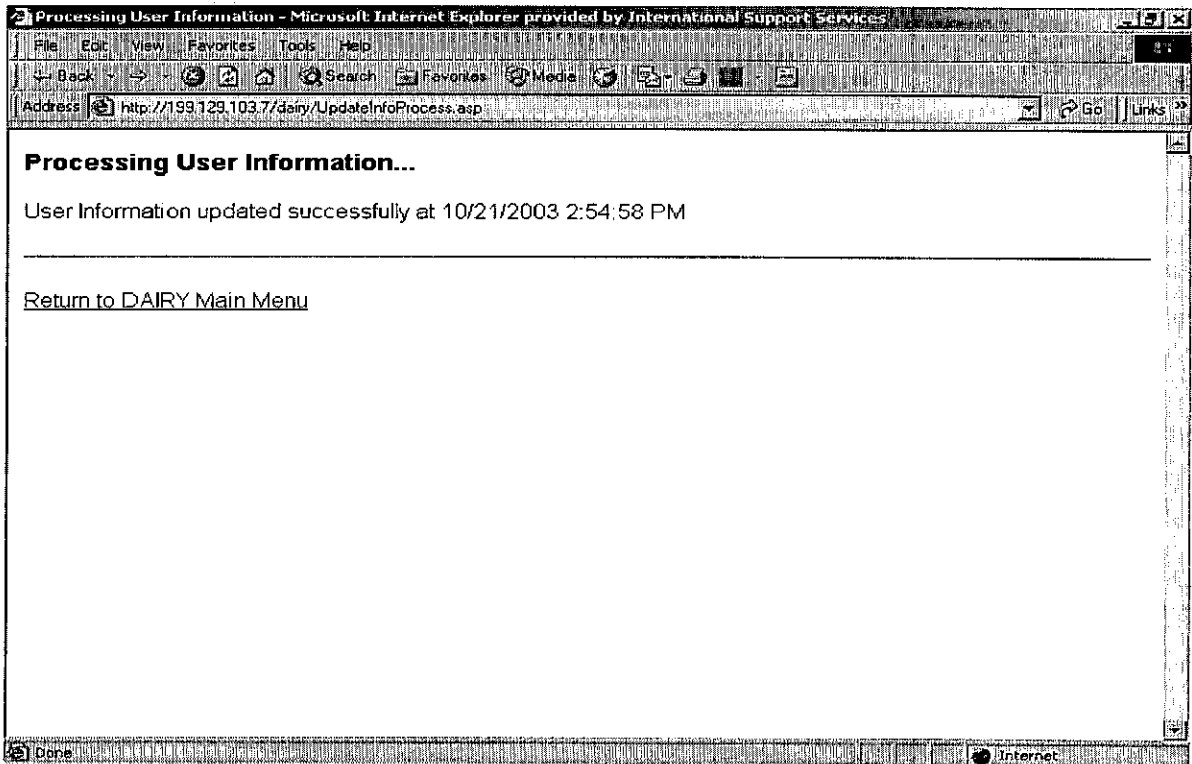 Processing User Information - Microsoft Internet Explorer provided by International Support Services
File Edit View Favorites Tools Help
Back Search Favorites Media
Address http://199.129.103.7/dairy/UpdateInfoProcess.asp Go Links »
Processing User Information...
User Information updated successfully at 10/21/2003 2:54:58 PM
Return to DAIRY Main Menu
Done Internet